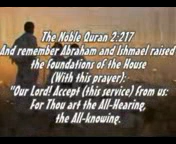 The Noble Quran 2:217
And remember Abraham and Ishmael raised
the foundations of the House
(With this prayer):
"Our Lord! Accept (this service) from us:
For Thou art the All-Hearing,
the All-knowing.